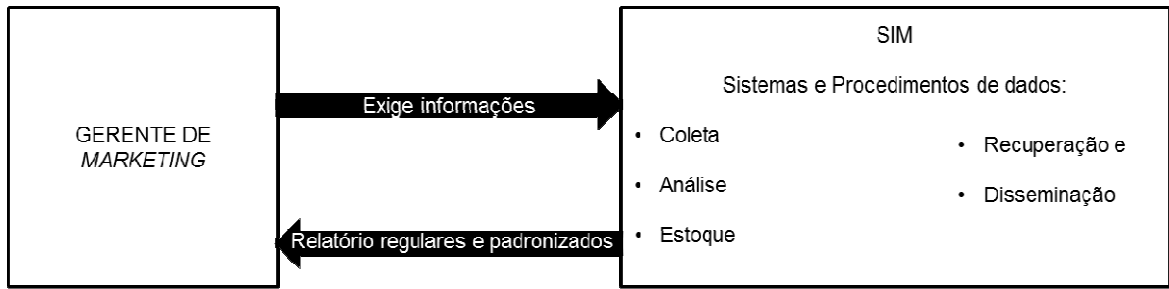 GERENTE DE
MARKETING
Exige informações
Relatório regulares e padronizados
SIM
Sistemas e Procedimentos de dados:
• Coleta
• Análise
• Estoque
• Recuperação e
• Disseminação